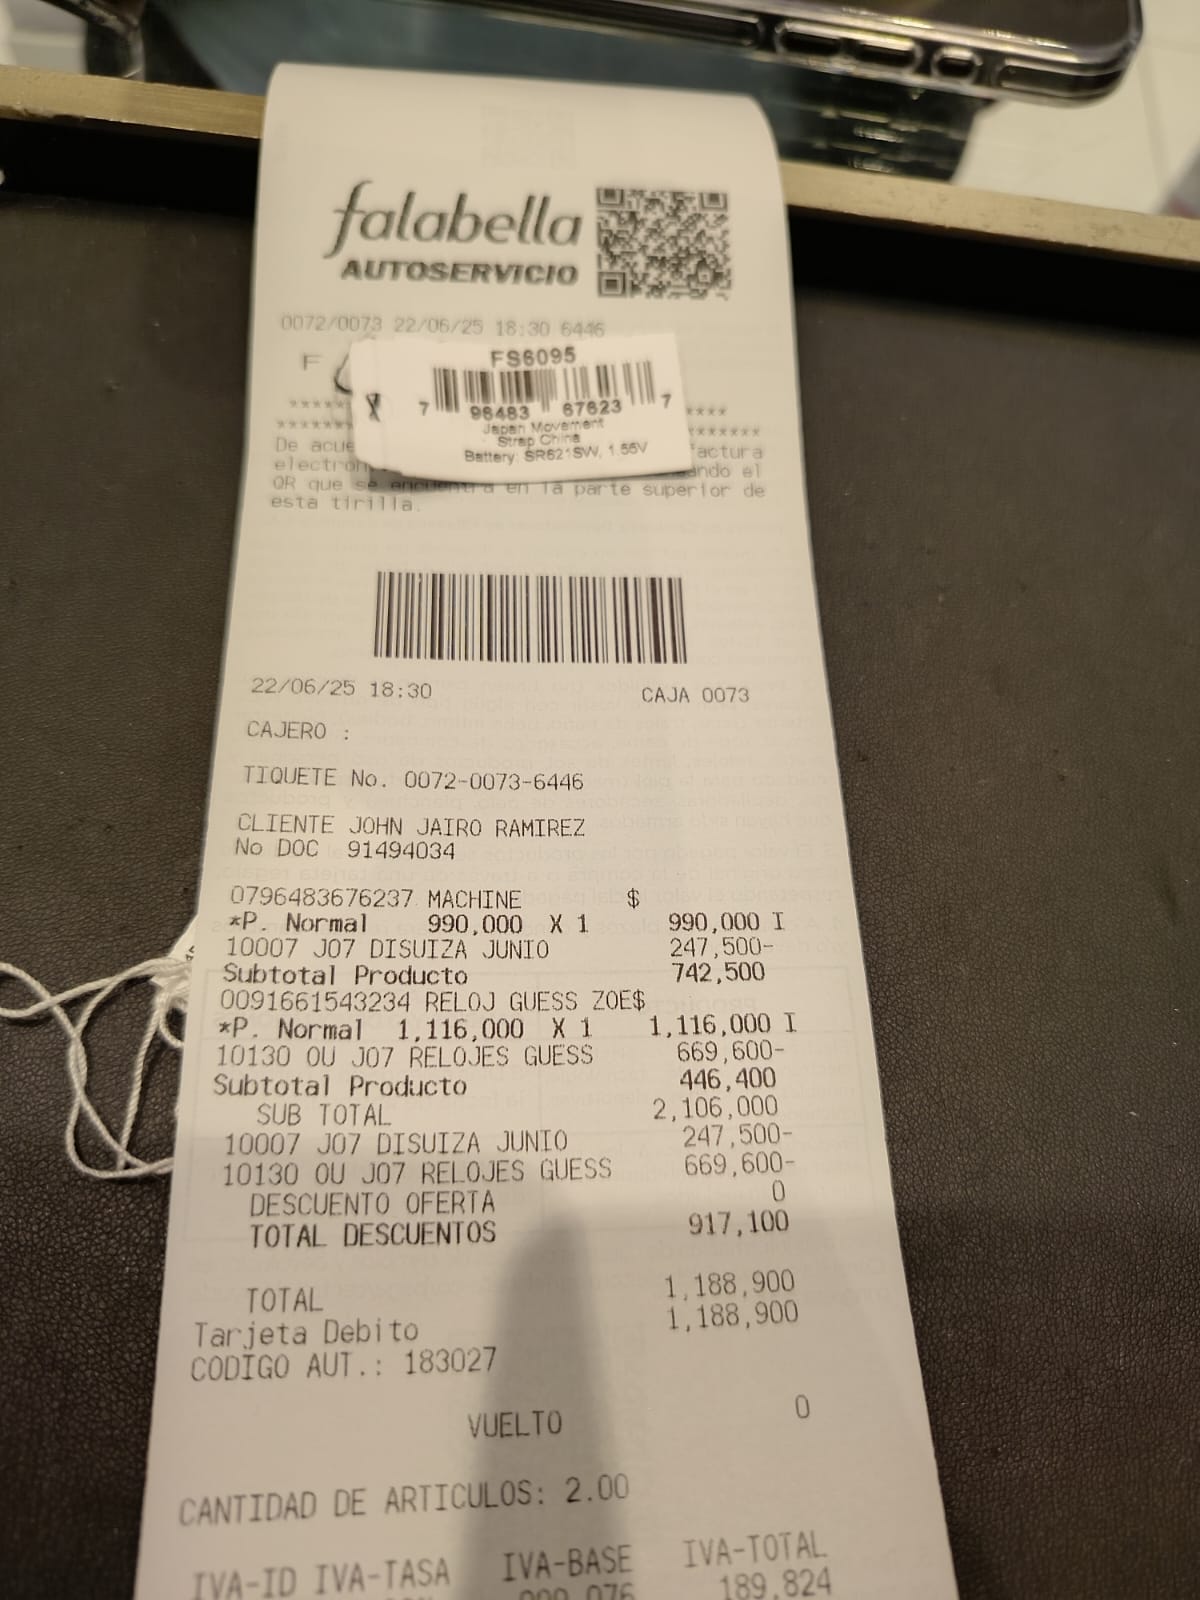 falabella
AUTOSERVICIO
0072/0073 22/06/25 18:30 6446
F
FS6095
7 96483 67623 7
Japan Movement
Strap China
Battery: SR621SW, 1.55V
****
*****
*******
De acue
actura
electrón
ando el
QR que se encuentra en la parte superior de
esta tirilla.
22/06/25 18:30 CAJA 0073
CAJERO :
TIQUETE No. 0072-0073-6446
CLIENTE JOHN JAIRO RAMIREZ
No DOC 91494034
0796483676237 MACHINE $
*P. Normal 990,000 X 1 990,000 I
10007 J07 DISUIZA JUNIO 247,500-
Subtotal Producto 742,500
0091661543234 RELOJ GUESS ZOE$
*P. Normal 1,116,000 X 1 1,116,000 I
10130 OU J07 RELOJES GUESS 669,600-
Subtotal Producto 446,400
SUB TOTAL 2,106,000
10007 J07 DISUIZA JUNIO 247,500-
10130 OU J07 RELOJES GUESS 669,600-
DESCUENTO OFERTA 0
TOTAL DESCUENTOS 917,100
TOTAL 1,188,900
Tarjeta Debito 1,188,900
CODIGO AUT.: 183027
VUELTO 0
CANTIDAD DE ARTICULOS: 2.00
IVA-ID IVA-TASA IVA-BASE IVA-TOTAL
189,824